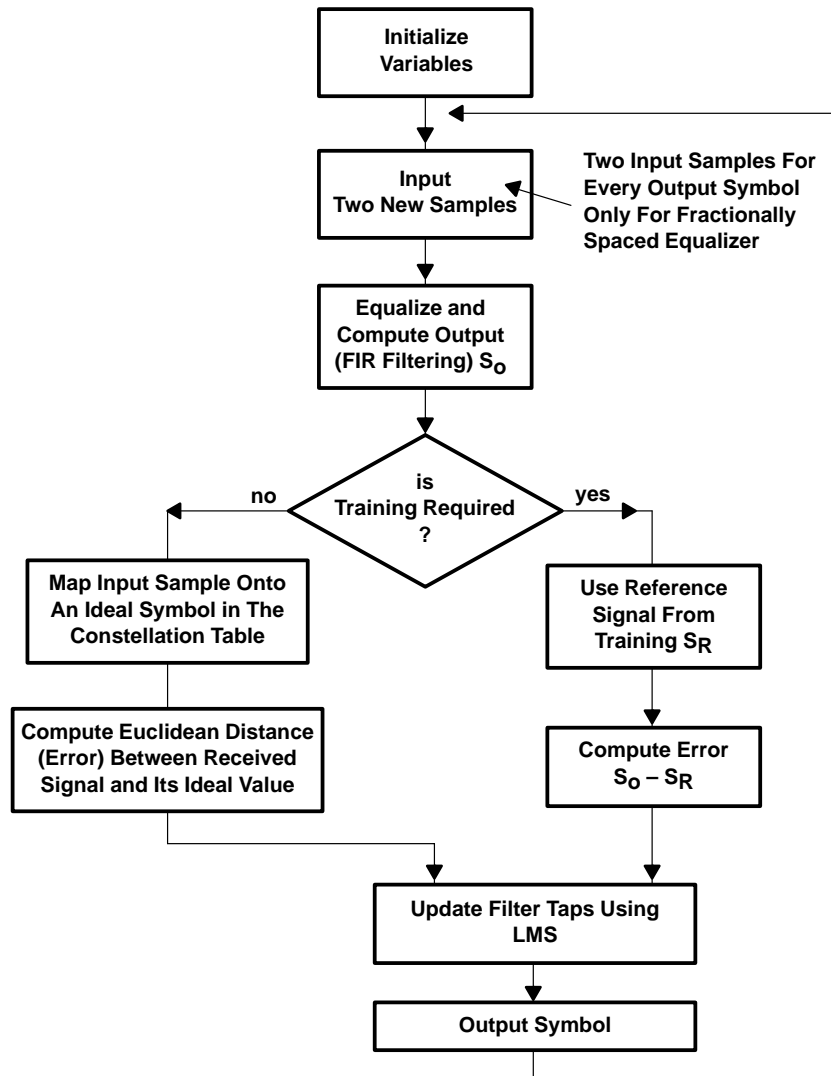 Initialize
Variables
Input
Two New Samples
Two Input Samples For
Every Output Symbol
Only For Fractionally
Spaced Equalizer
Equalize and
Compute Output
(FIR Filtering) So
is
Training Required
?
no
yes
Map Input Sample Onto
An Ideal Symbol in The
Constellation Table
Use Reference
Signal From
Training SR
Compute Euclidean Distance
(Error) Between Received
Signal and Its Ideal Value
Compute Error
So – SR
Update Filter Taps Using
LMS
Output Symbol